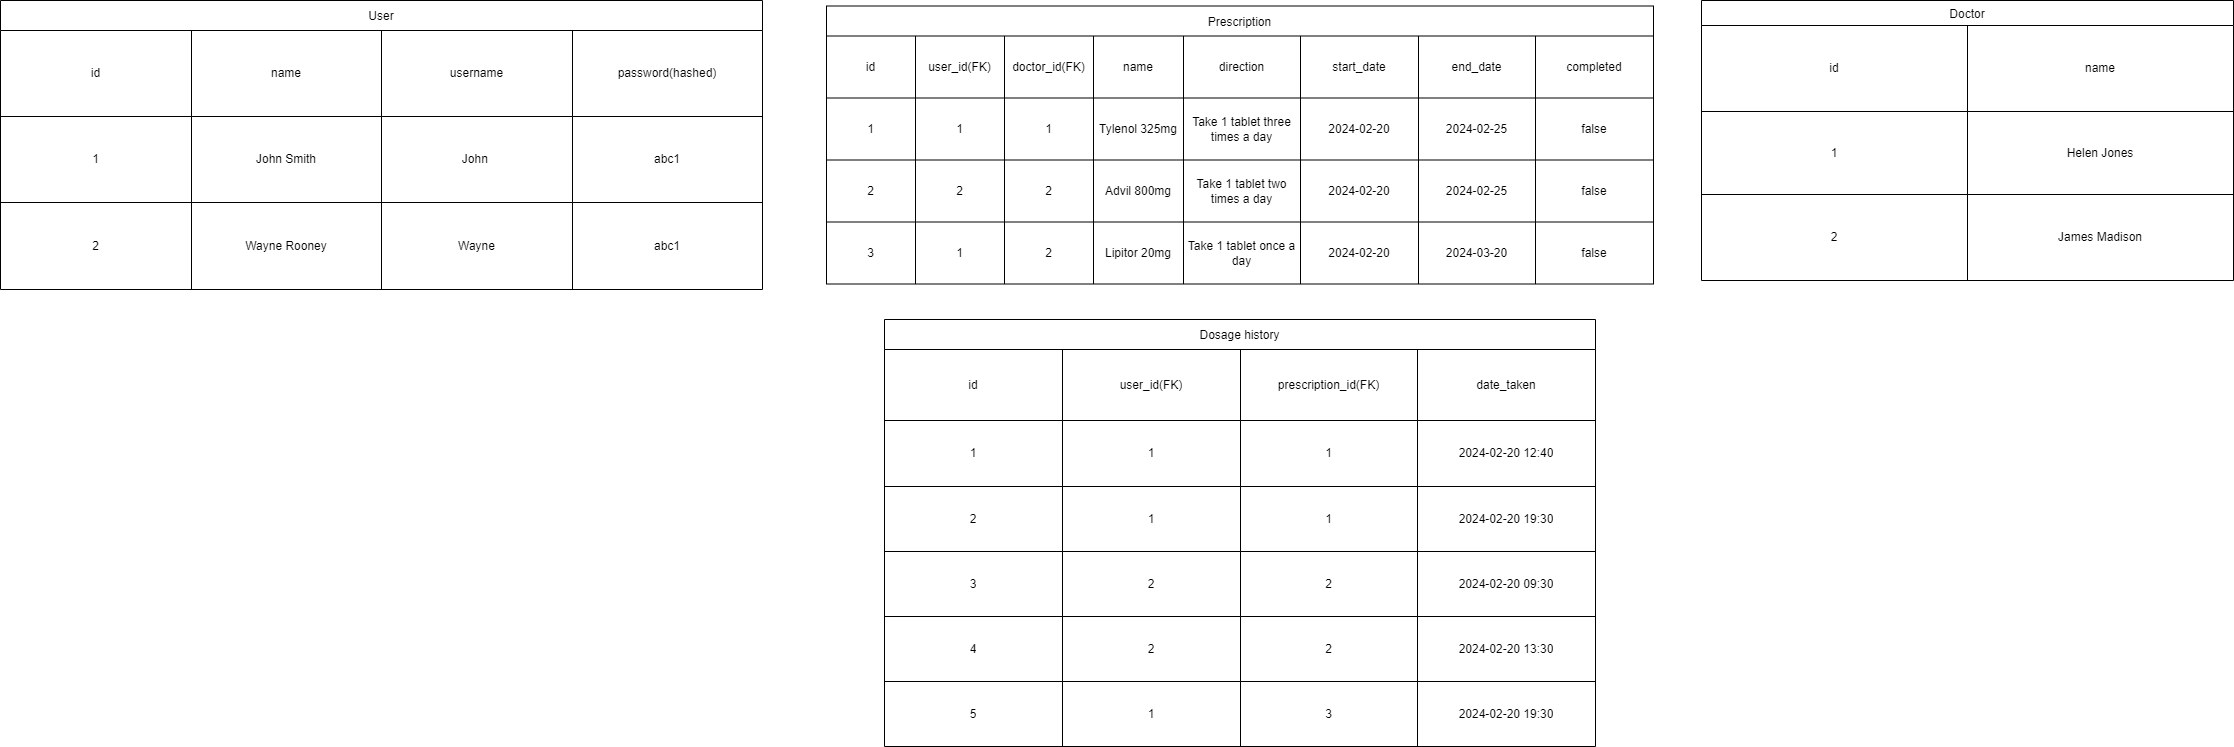 User
id name username password(hashed)
1 John Smith John abc1
2 Wayne Rooney Wayne abc1
Prescription
id user_id(FK) doctor_id(FK) name direction start_date end_date completed
1 1 1 Tylenol 325mg Take 1 tablet three 2024-02-20 2024-02-25 false
times a day
2 2 2 Advil 800mg Take 1 tablet two 2024-02-20 2024-02-25 false
times a day
3 1 2 Lipitor 20mg Take 1 tablet once a 2024-02-20 2024-03-20 false
day
Doctor
id name
1 Helen Jones
2 James Madison
Dosage history
id user_id(FK) prescription_id(FK) date_taken
1 1 1 2024-02-20 12:40
2 1 1 2024-02-20 19:30
3 2 2 2024-02-20 09:30
4 2 2 2024-02-20 13:30
5 1 3 2024-02-20 19:30